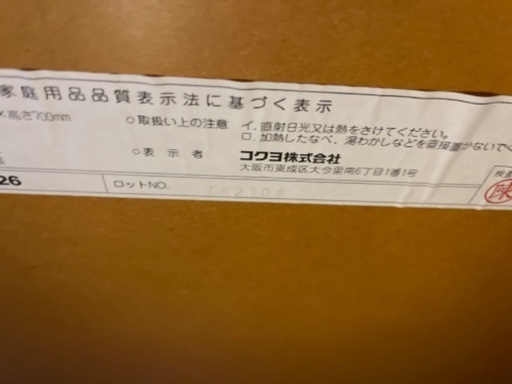 家庭用品品質表示法に基づく表示
×高さ700mm
○取扱い上の注意 イ. 直射日光又は熱をさけてください。
ロ. 加熱したなべ、湯わかしなどを直接置かないでく
○表示者 コクヨ株式会社
大阪市東成区大今里南6丁目1番1号
26 ロットNO.